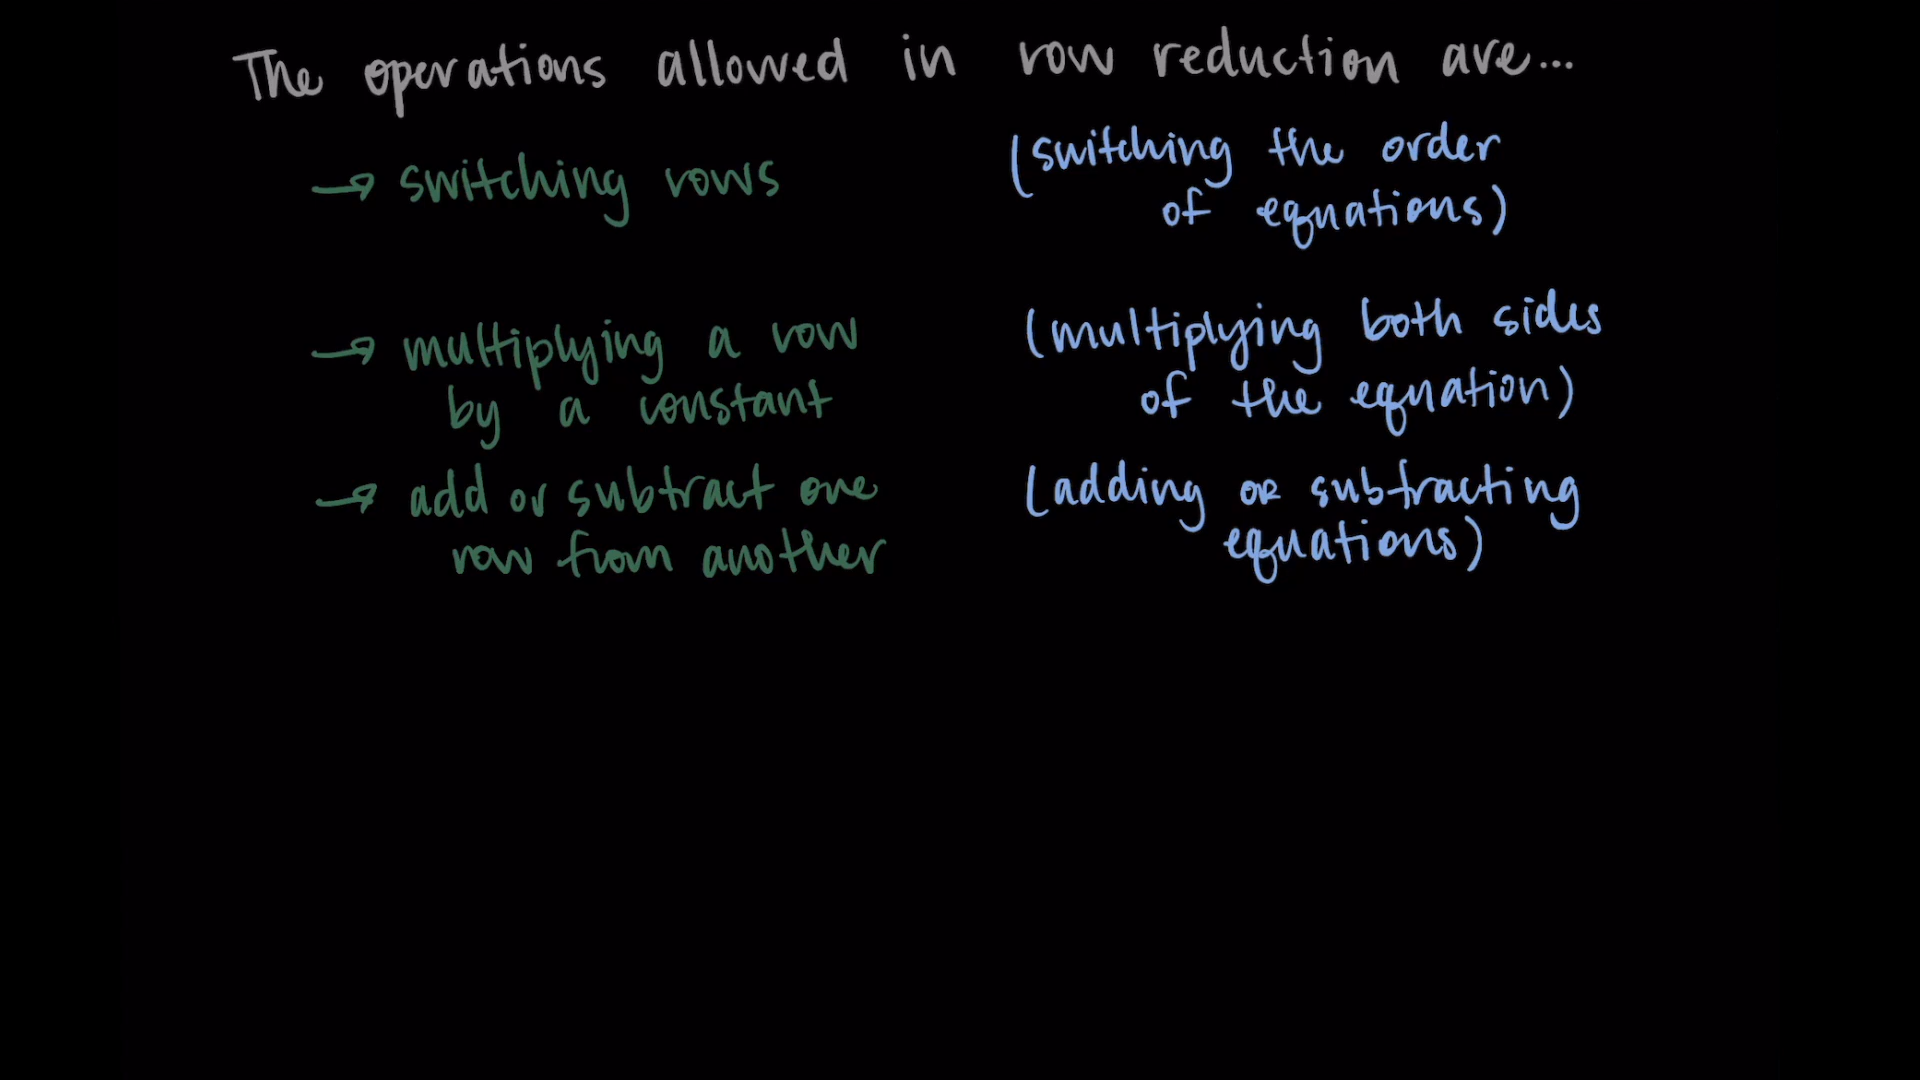 The operations allowed in row reduction are...
→ switching rows
(switching the order
of equations)
→ multiplying a row
by a constant
(multiplying both sides
of the equation)
→ add or subtract one
row from another
(adding or subtracting
equations)